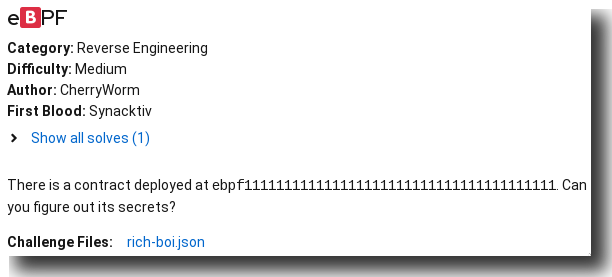 eBPF
Category: Reverse Engineering
Difficulty: Medium
Author: CherryWorm
First Blood: Synacktiv
Show all solves (1)
There is a contract deployed at ebpf111111111111111111111111111111111111111. Can
you figure out its secrets?
Challenge Files: rich-boi.json